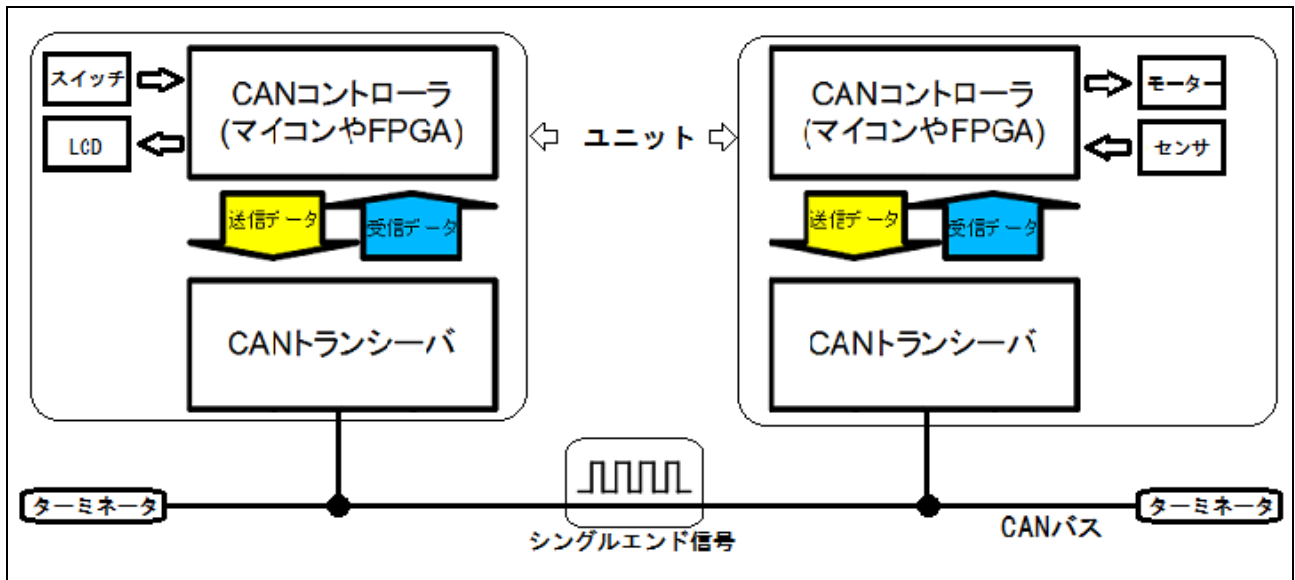 スイッチ
LCD
CANコントローラ
(マイコンやFPGA)
送信データ
受信データ
CANトランシーバ
ユニット
CANコントローラ
(マイコンやFPGA)
モーター
センサ
送信データ
受信データ
CANトランシーバ
ターミネータ
シングルエンド信号
CANバス
ターミネータ